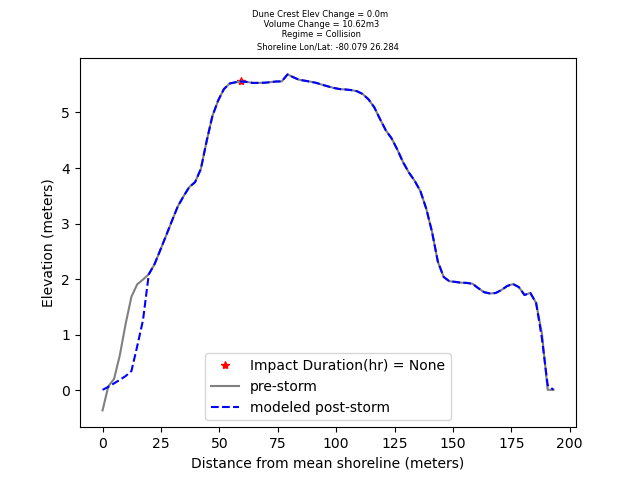 Dune Crest Elev Change = 0.0m
Volume Change = 10.62m3
Regime = Collision
Shoreline Lon/Lat: -80.079 26.284
Elevation (meters)
5
4
3
2
1
0
Impact Duration(hr) = None
pre-storm
modeled post-storm
0 25 50 75 100 125 150 175 200
Distance from mean shoreline (meters)